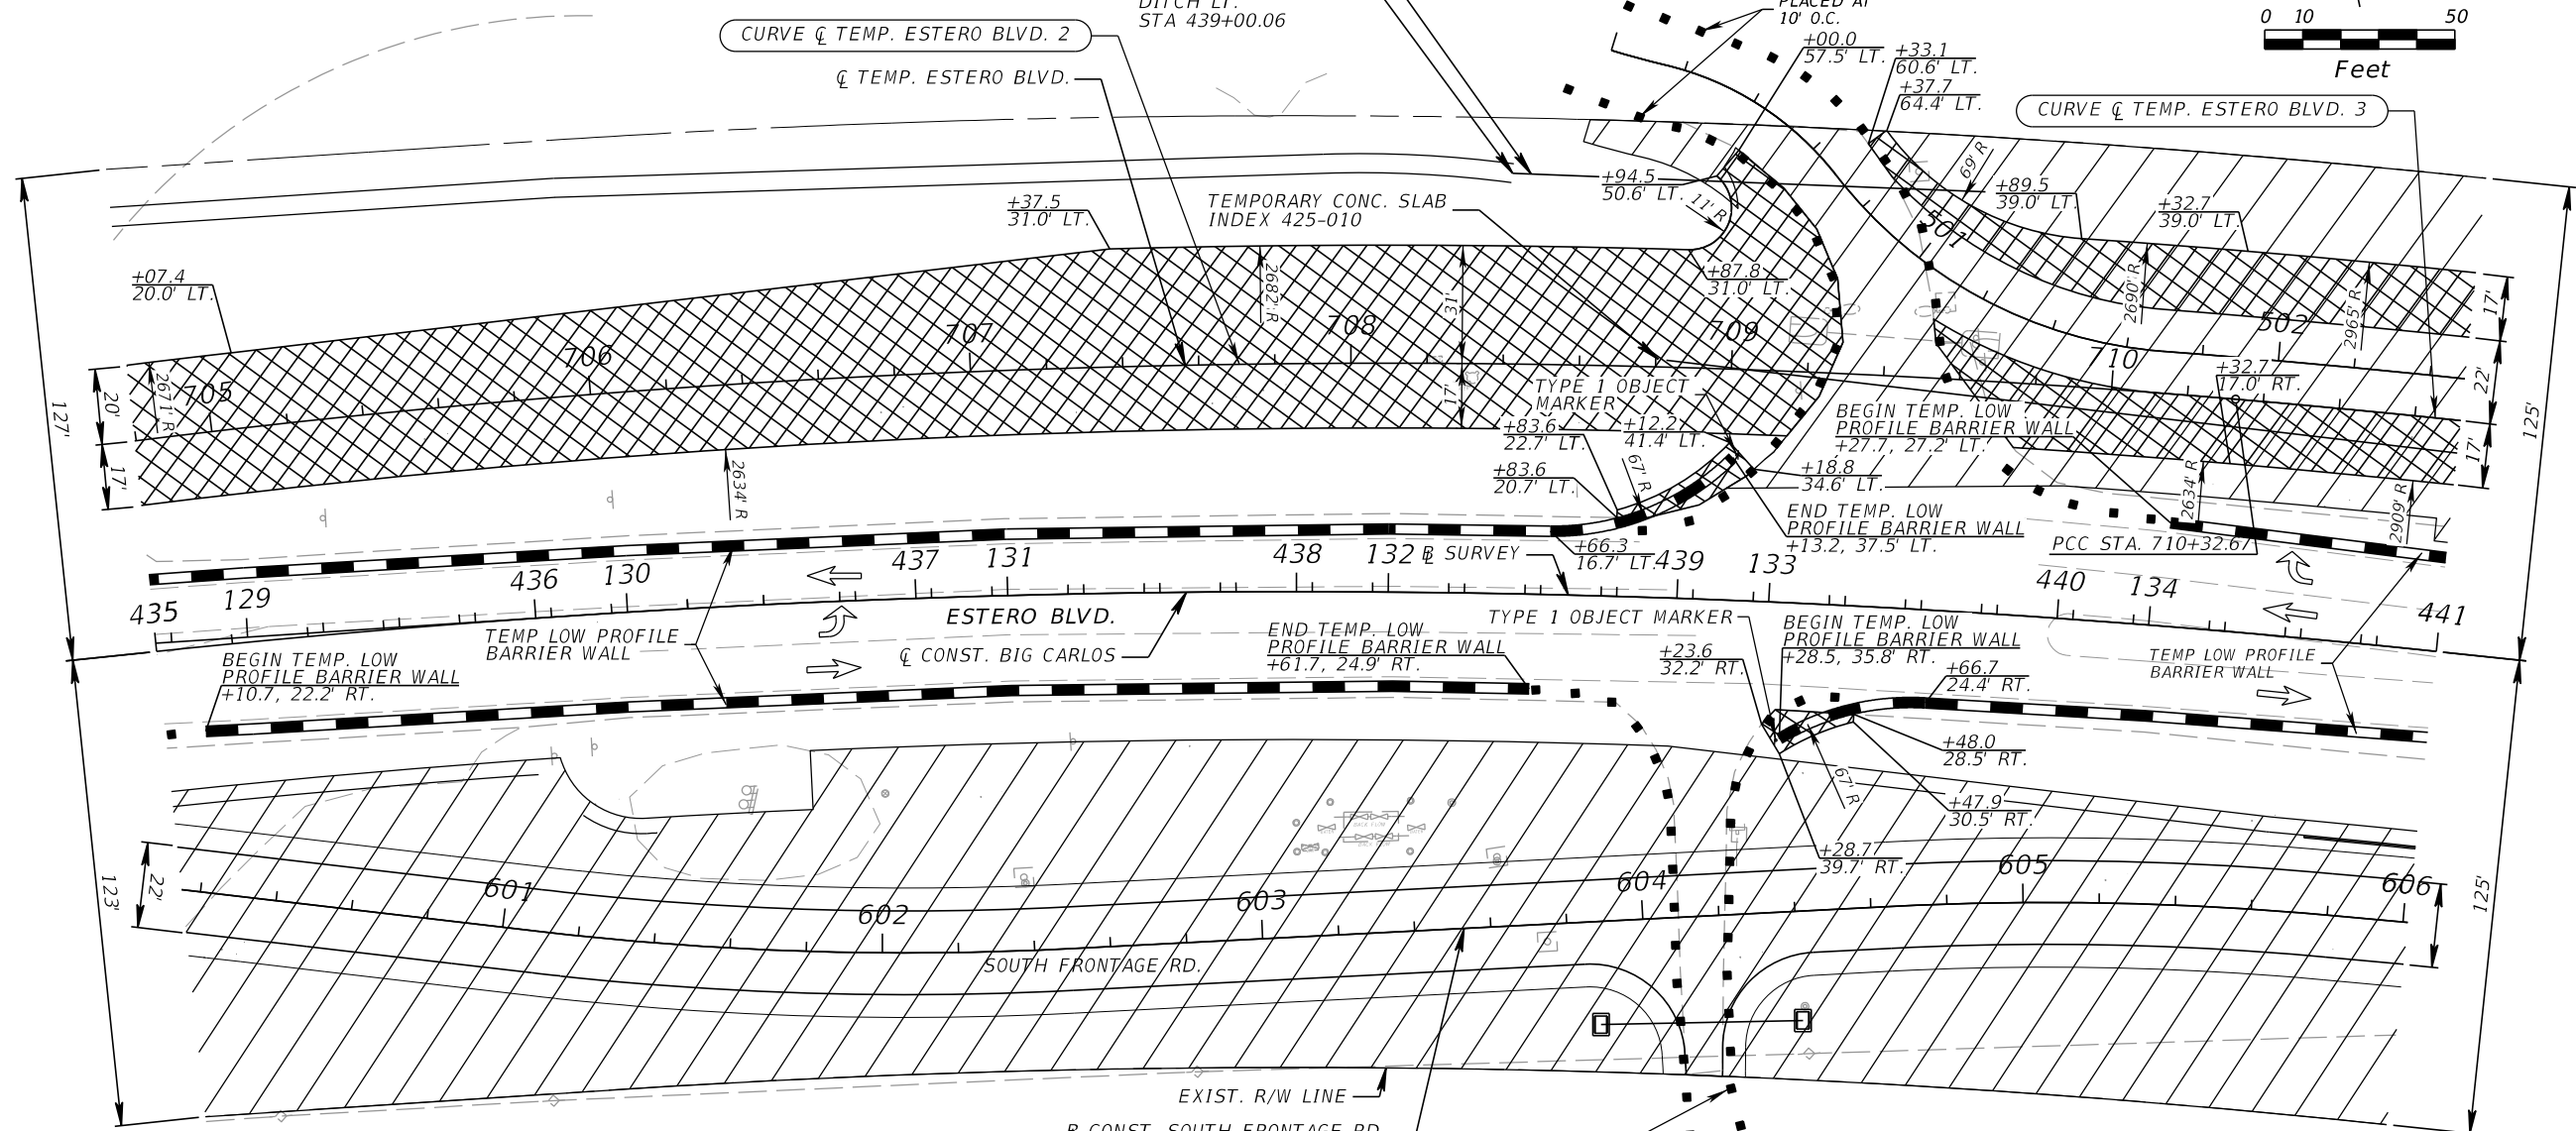 DITCH LT.
STA 439+00.06
PLACED AT
10' O.C.
0 10 50
Feet
CURVE ℄ TEMP. ESTERO BLVD. 2
℄ TEMP. ESTERO BLVD.
+00.0
57.5' LT.
+33.1
60.6' LT.
+37.7
64.4' LT.
CURVE ℄ TEMP. ESTERO BLVD. 3
+94.5
50.6' LT.
11' R
69' R
+89.5
39.0' LT.
+32.7
39.0' LT.
+37.5
31.0' LT.
TEMPORARY CONC. SLAB
INDEX 425-010
501
+07.4
20.0' LT.
2682' R
31'
+87.8
31.0' LT.
2690' R
2965' R
17'
705
706
707
708
709
710
502
127'
20'
2671' R
17'
17'
22'
125'
17'
+32.7
17.0' RT.
TYPE 1 OBJECT
MARKER
BEGIN TEMP. LOW
PROFILE BARRIER WALL
+27.7, 27.2' LT.
+83.6
22.7' LT.
+12.2
41.4' LT.
67' R
+83.6
20.7' LT.
+18.8
34.6' LT.
2634' R
2634' R
2909' R
END TEMP. LOW
PROFILE BARRIER WALL
+13.2, 37.5' LT.
PCC STA. 710+32.67
+66.3
16.7' LT.
B SURVEY
435
129
436
130
437
131
438
132
439
133
440
134
441
ESTERO BLVD.
TEMP LOW PROFILE
BARRIER WALL
℄ CONST. BIG CARLOS
END TEMP. LOW
PROFILE BARRIER WALL
+61.7, 24.9' RT.
TYPE 1 OBJECT MARKER
BEGIN TEMP. LOW
PROFILE BARRIER WALL
+28.5, 35.8' RT.
+23.6
32.2' RT.
+66.7
24.4' RT.
TEMP LOW PROFILE
BARRIER WALL
BEGIN TEMP. LOW
PROFILE BARRIER WALL
+10.7, 22.2' RT.
+48.0
28.5' RT.
67' R
+47.9
30.5' RT.
+28.7
39.7' RT.
123'
22'
125'
601
602
603
604
605
606
SOUTH FRONTAGE RD.
EXIST. R/W LINE
B CONST. SOUTH FRONTAGE RD.